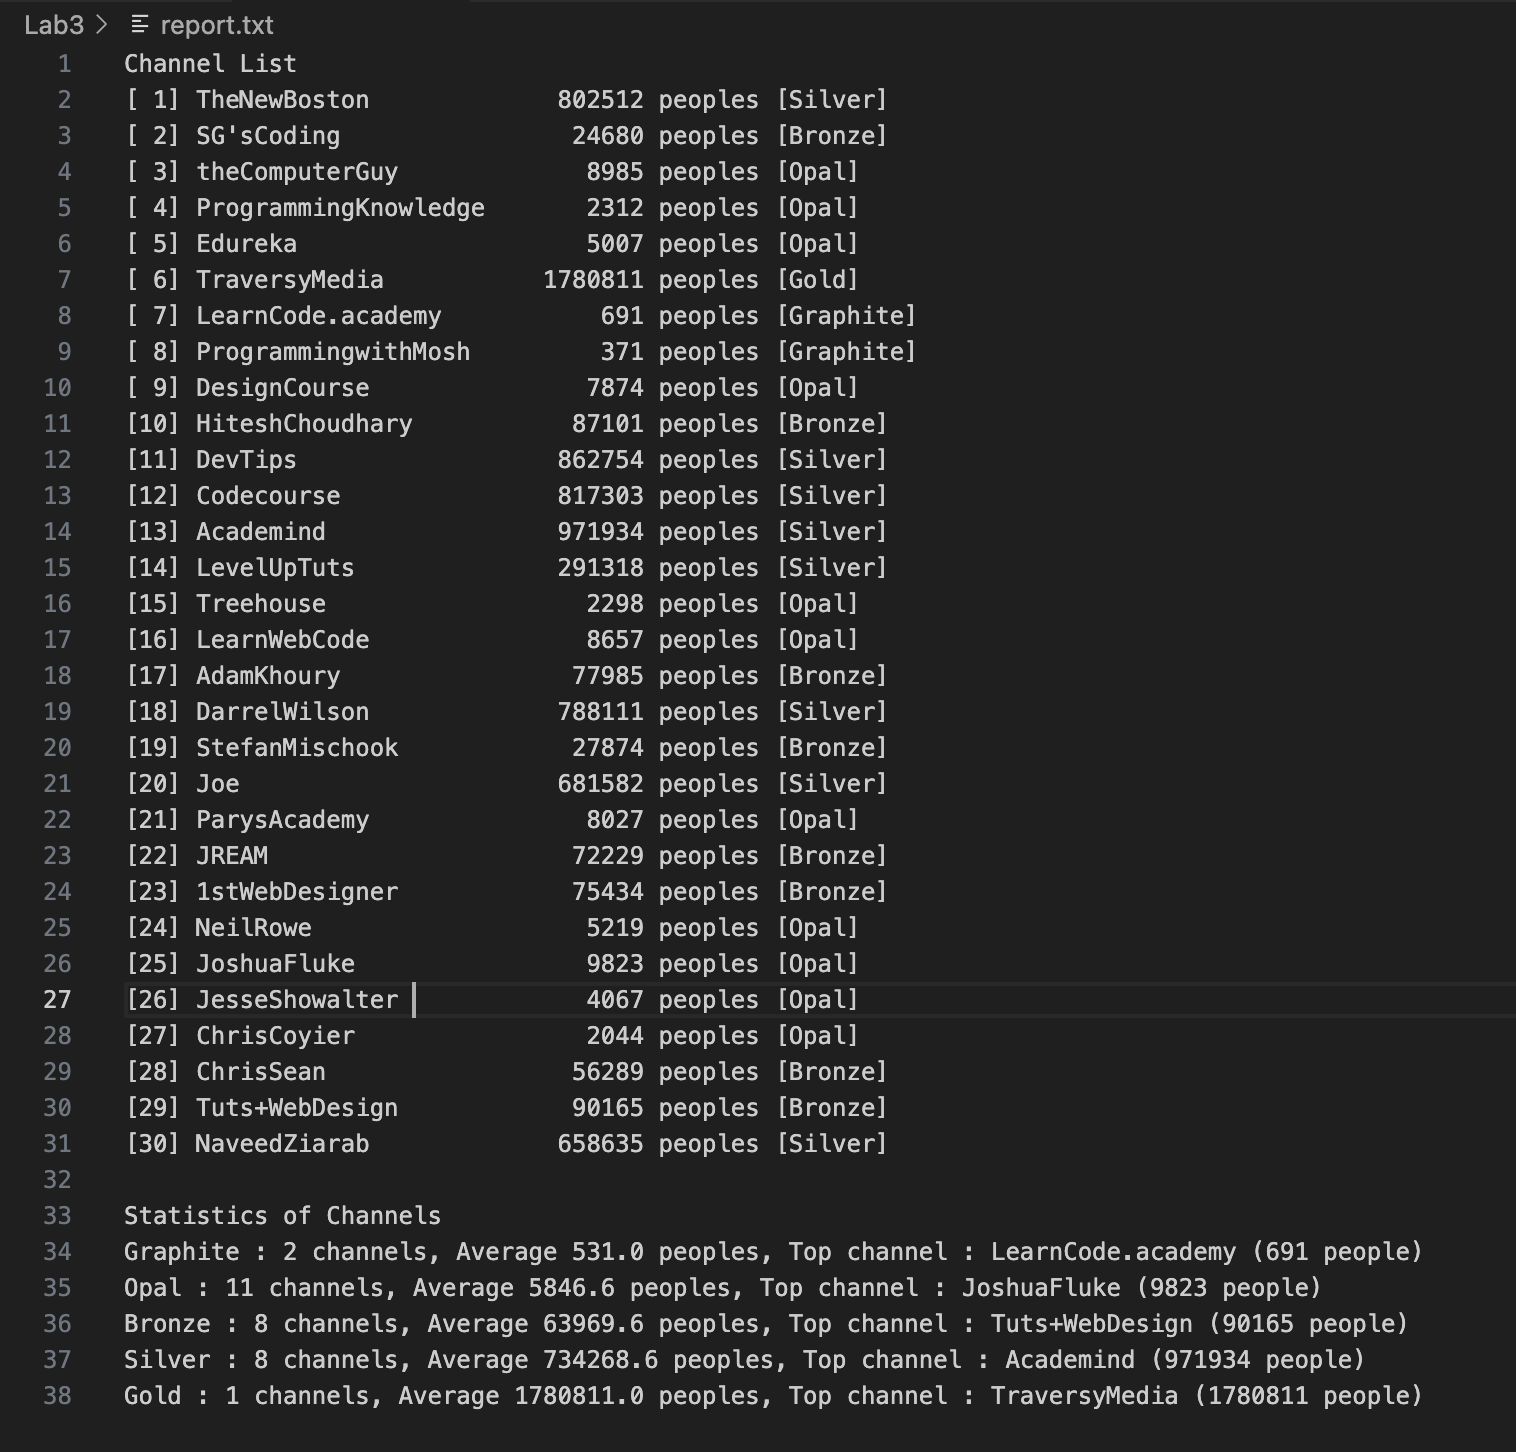 Lab3 > report.txt
1 Channel List
2 [ 1] TheNewBoston             802512 peoples [Silver]
3 [ 2] SG'sCoding                24680 peoples [Bronze]
4 [ 3] theComputerGuy             8985 peoples [Opal]
5 [ 4] ProgrammingKnowledge       2312 peoples [Opal]
6 [ 5] Edureka                    5007 peoples [Opal]
7 [ 6] TraversyMedia           1780811 peoples [Gold]
8 [ 7] LearnCode.academy           691 peoples [Graphite]
9 [ 8] ProgrammingwithMosh         371 peoples [Graphite]
10 [ 9] DesignCourse               7874 peoples [Opal]
11 [10] HiteshChoudhary           87101 peoples [Bronze]
12 [11] DevTips                  862754 peoples [Silver]
13 [12] Codecourse               817303 peoples [Silver]
14 [13] Academind                971934 peoples [Silver]
15 [14] LevelUpTuts              291318 peoples [Silver]
16 [15] Treehouse                  2298 peoples [Opal]
17 [16] LearnWebCode               8657 peoples [Opal]
18 [17] AdamKhoury                77985 peoples [Bronze]
19 [18] DarrelWilson             788111 peoples [Silver]
20 [19] StefanMischook            27874 peoples [Bronze]
21 [20] Joe                      681582 peoples [Silver]
22 [21] ParysAcademy               8027 peoples [Opal]
23 [22] JREAM                     72229 peoples [Bronze]
24 [23] 1stWebDesigner            75434 peoples [Bronze]
25 [24] NeilRowe                   5219 peoples [Opal]
26 [25] JoshuaFluke                9823 peoples [Opal]
27 [26] JesseShowalter             4067 peoples [Opal]
28 [27] ChrisCoyier                2044 peoples [Opal]
29 [28] ChrisSean                 56289 peoples [Bronze]
30 [29] Tuts+WebDesign            90165 peoples [Bronze]
31 [30] NaveedZiarab             658635 peoples [Silver]
32
33 Statistics of Channels
34 Graphite : 2 channels, Average 531.0 peoples, Top channel : LearnCode.academy (691 people)
35 Opal : 11 channels, Average 5846.6 peoples, Top channel : JoshuaFluke (9823 people)
36 Bronze : 8 channels, Average 63969.6 peoples, Top channel : Tuts+WebDesign (90165 people)
37 Silver : 8 channels, Average 734268.6 peoples, Top channel : Academind (971934 people)
38 Gold : 1 channels, Average 1780811.0 peoples, Top channel : TraversyMedia (1780811 people)